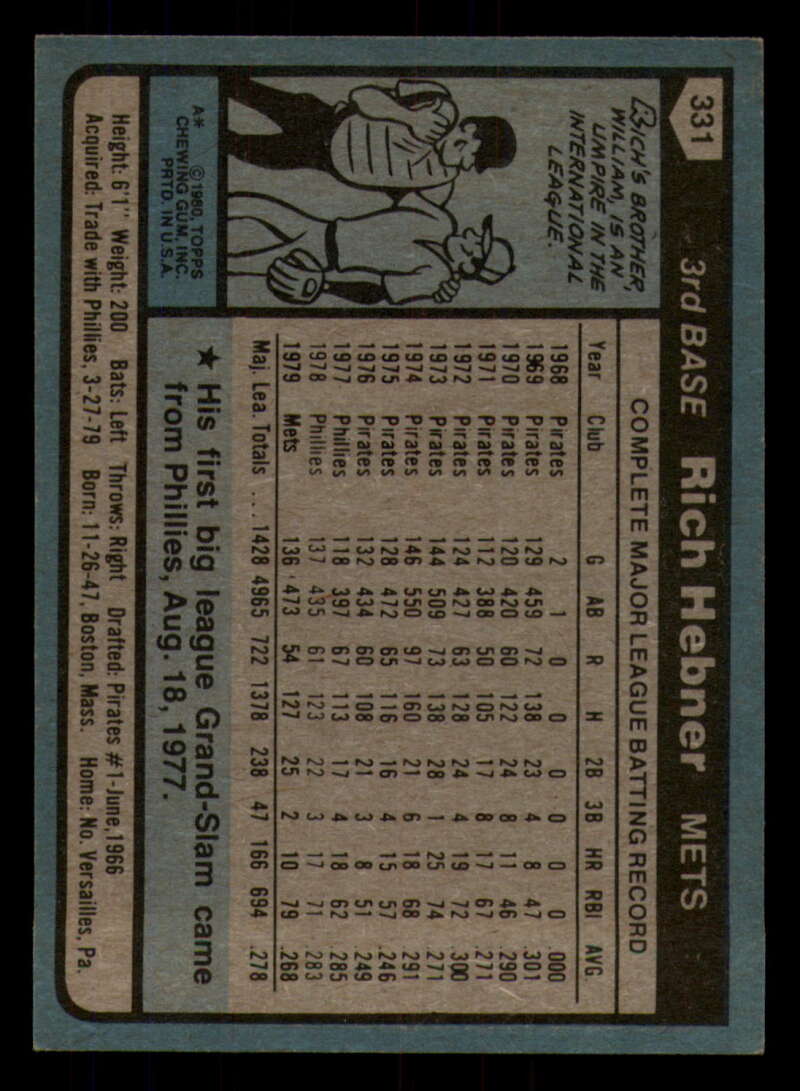 331
3rd BASE Rich Hebner METS
RICH'S BROTHER,
WILLIAM, IS AN
UMPIRE IN THE
INTERNATIONAL
LEAGUE.
A* ©1980, TOPPS
CHEWING GUM, INC.
PRTD. IN U.S.A.
COMPLETE MAJOR LEAGUE BATTING RECORD
Year Club G AB R H 2B 3B HR RBI AVG.
1968 Pirates 2 1 0 0 0 0 0 0 .000
1969 Pirates 129 459 72 138 23 4 8 47 .301
1970 Pirates 120 420 60 122 24 8 11 46 .290
1971 Pirates 112 388 50 105 17 8 17 67 .271
1972 Pirates 124 427 63 128 24 4 19 72 .300
1973 Pirates 144 509 73 138 28 1 25 74 .271
1974 Pirates 146 550 97 160 21 6 18 68 .291
1975 Pirates 128 472 65 116 16 4 15 57 .246
1976 Pirates 132 434 60 108 21 3 8 51 .249
1977 Phillies 118 397 67 113 17 4 18 62 .285
1978 Phillies 137 435 61 123 22 3 17 71 .283
1979 Mets 136 473 54 127 25 2 10 79 .268
Maj. Lea. Totals .... 1428 4965 722 1378 238 47 166 694 .278
★ His first big league Grand-Slam came
from Phillies, Aug. 18, 1977.
Height: 6'1" Weight: 200 Bats: Left Throws: Right Drafted: Pirates #1-June, 1966
Acquired: Trade with Phillies, 3-27-79 Born: 11-26-47, Boston, Mass. Home: No. Versailles, Pa.